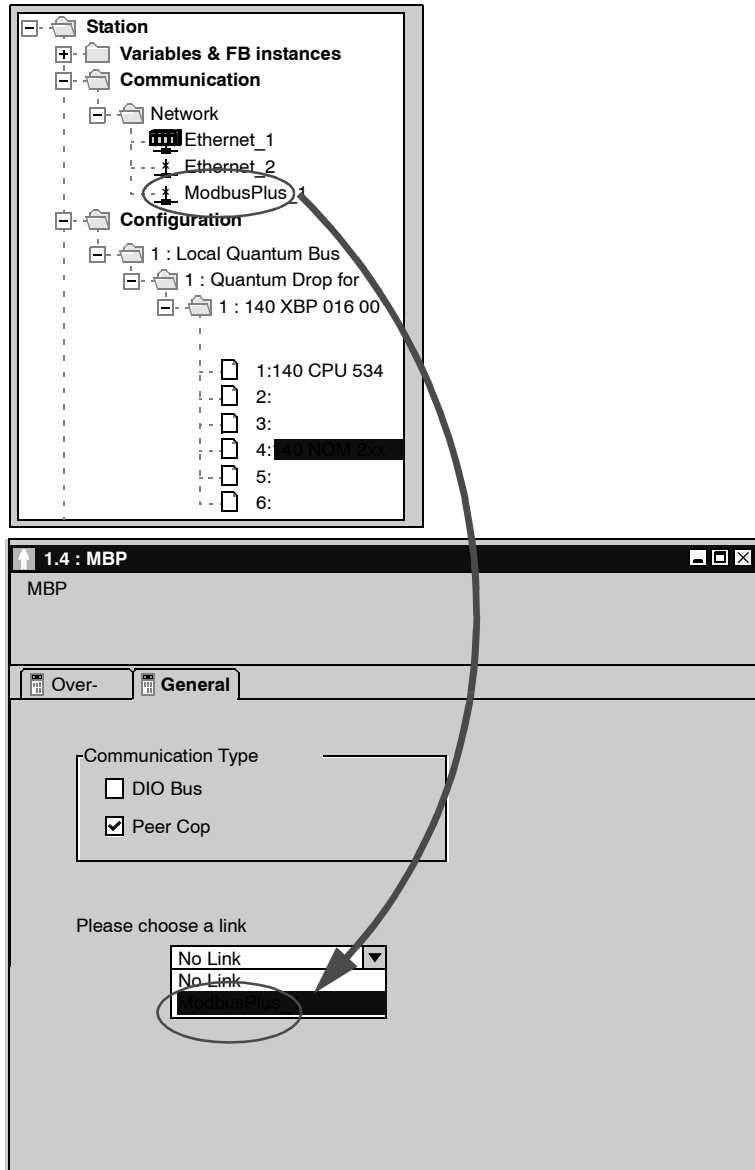 Station
Variables & FB instances
Communication
Network
Ethernet_1
Ethernet_2
ModbusPlus_1
Configuration
1 : Local Quantum Bus
1 : Quantum Drop for
1 : 140 XBP 016 00
1:140 CPU 534
2:
3:
4:140 NOM 2xx
5:
6:
1.4 : MBP
MBP
Over-
General
Communication Type
DIO Bus
Peer Cop
Please choose a link
No Link
No Link
ModbusPlus_1